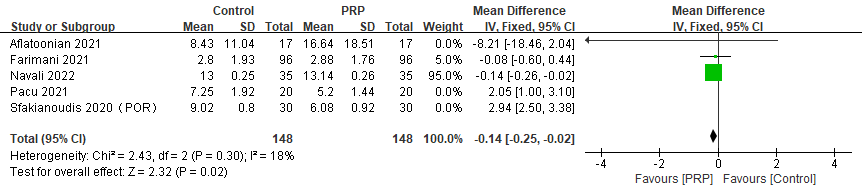 Control PRP Mean Difference Mean Difference
Study or Subgroup Mean SD Total Mean SD Total Weight IV, Fixed, 95% CI IV, Fixed, 95% CI
Aflatoonian 2021 8.43 11.04 17 16.64 18.51 17 0.0% -8.21 [-18.46, 2.04]
Farimani 2021 2.8 1.93 96 2.88 1.76 96 5.0% -0.08 [-0.60, 0.44]
Navali 2022 13 0.25 35 13.14 0.26 35 95.0% -0.14 [-0.26, -0.02]
Pacu 2021 7.25 1.92 20 5.2 1.44 20 0.0% 2.05 [1.00, 3.10]
Sfakianoudis 2020（POR） 9.02 0.8 30 6.08 0.92 30 0.0% 2.94 [2.50, 3.38]
Total (95% CI) 148 148 100.0% -0.14 [-0.25, -0.02]
Heterogeneity: Chi² = 2.43, df = 2 (P = 0.30); I² = 18%
Test for overall effect: Z = 2.32 (P = 0.02)
-4 -2 0 2 4
Favours [PRP] Favours [Control]